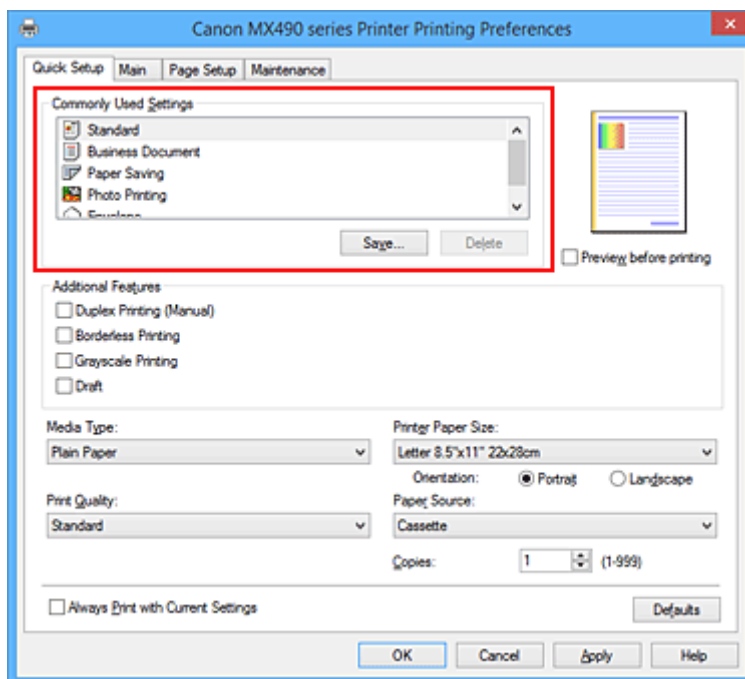 Canon MX490 series Printer Printing Preferences
Quick Setup Main Page Setup Maintenance
Commonly Used Settings
Standard
Business Document
Paper Saving
Photo Printing
Envelope
Save... Delete
Preview before printing
Additional Features
Duplex Printing (Manual)
Borderless Printing
Grayscale Printing
Draft
Media Type:
Plain Paper
Printer Paper Size:
Letter 8.5"x11" 22x28cm
Orientation: Portrait Landscape
Print Quality:
Standard
Paper Source:
Cassette
Copies: 1 (1-999)
Always Print with Current Settings
Defaults
OK Cancel Apply Help